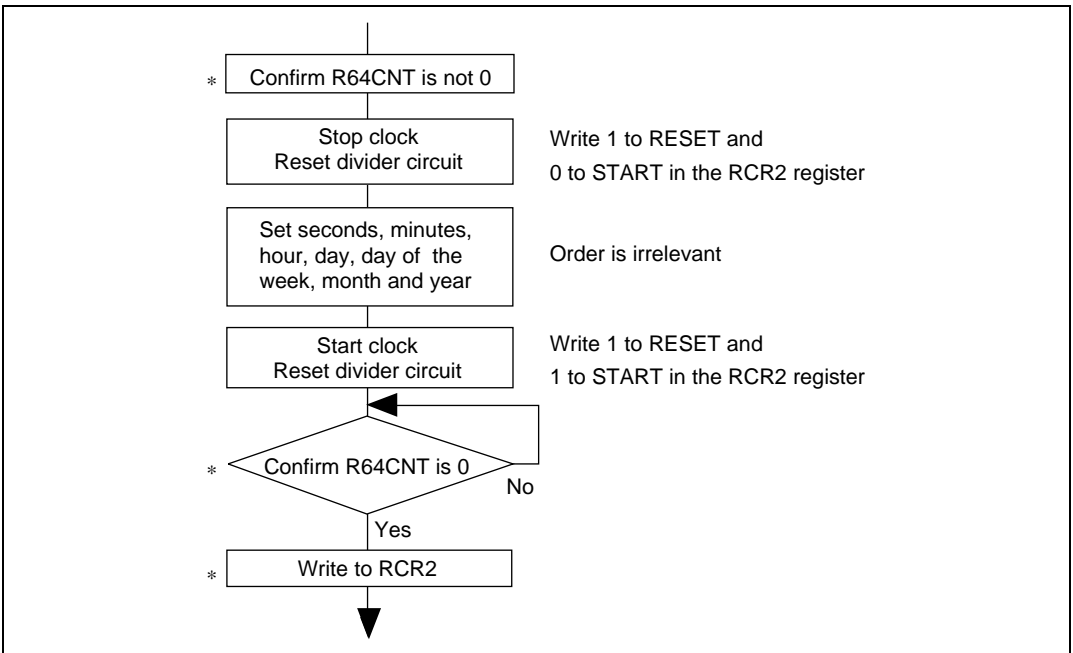 * Confirm R64CNT is not 0
Stop clock
Reset divider circuit
Write 1 to RESET and
0 to START in the RCR2 register
Set seconds, minutes,
hour, day, day of the
week, month and year
Order is irrelevant
Start clock
Reset divider circuit
Write 1 to RESET and
1 to START in the RCR2 register
* Confirm R64CNT is 0
No
Yes
* Write to RCR2